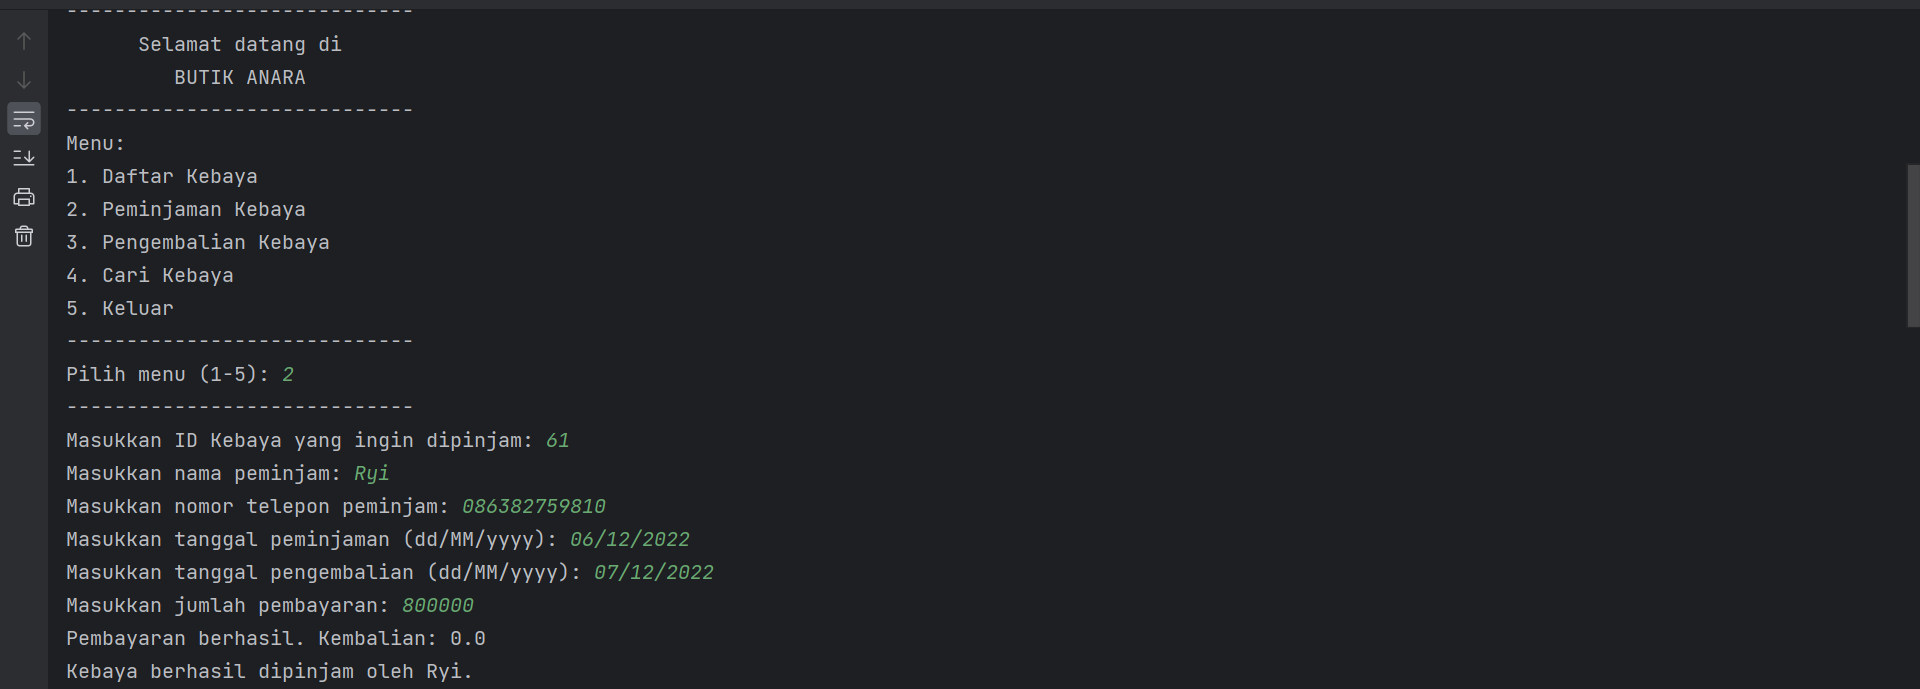 -----------------------------
Selamat datang di
BUTIK ANARA
-----------------------------
Menu:
1. Daftar Kebaya
2. Peminjaman Kebaya
3. Pengembalian Kebaya
4. Cari Kebaya
5. Keluar
-----------------------------
Pilih menu (1-5): 2
-----------------------------
Masukkan ID Kebaya yang ingin dipinjam: 61
Masukkan nama peminjam: Ryi
Masukkan nomor telepon peminjam: 086382759810
Masukkan tanggal peminjaman (dd/MM/yyyy): 06/12/2022
Masukkan tanggal pengembalian (dd/MM/yyyy): 07/12/2022
Masukkan jumlah pembayaran: 800000
Pembayaran berhasil. Kembalian: 0.0
Kebaya berhasil dipinjam oleh Ryi.